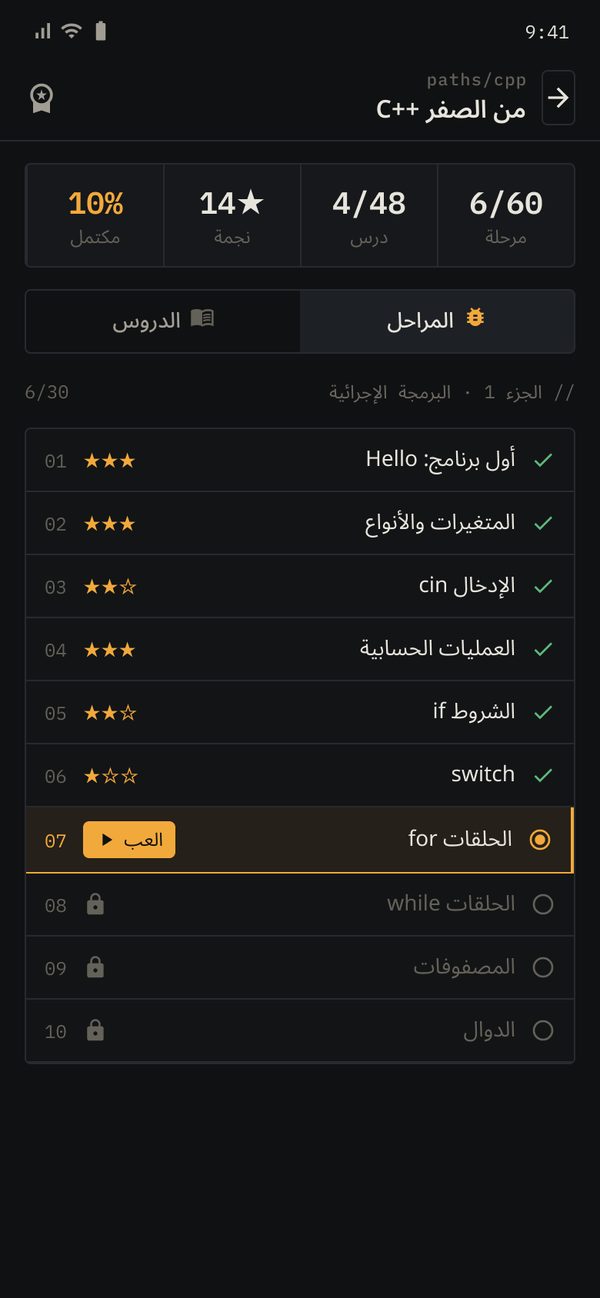 9:41
paths/cpp
من الصفر C++
6/60
مرحلة
4/48
درس
14★
نجمة
10%
مكتمل
المراحل
الدروس
// الجزء 1 · البرمجة الإجرائية
6/30
أول برنامج: Hello ★★★ 01
المتغيرات والأنواع ★★★ 02
الإدخال cin ★★☆ 03
العمليات الحسابية ★★★ 04
الشروط if ★★☆ 05
switch ★☆☆ 06
الحلقات for العب 07
الحلقات while 08
المصفوفات 09
الدوال 10